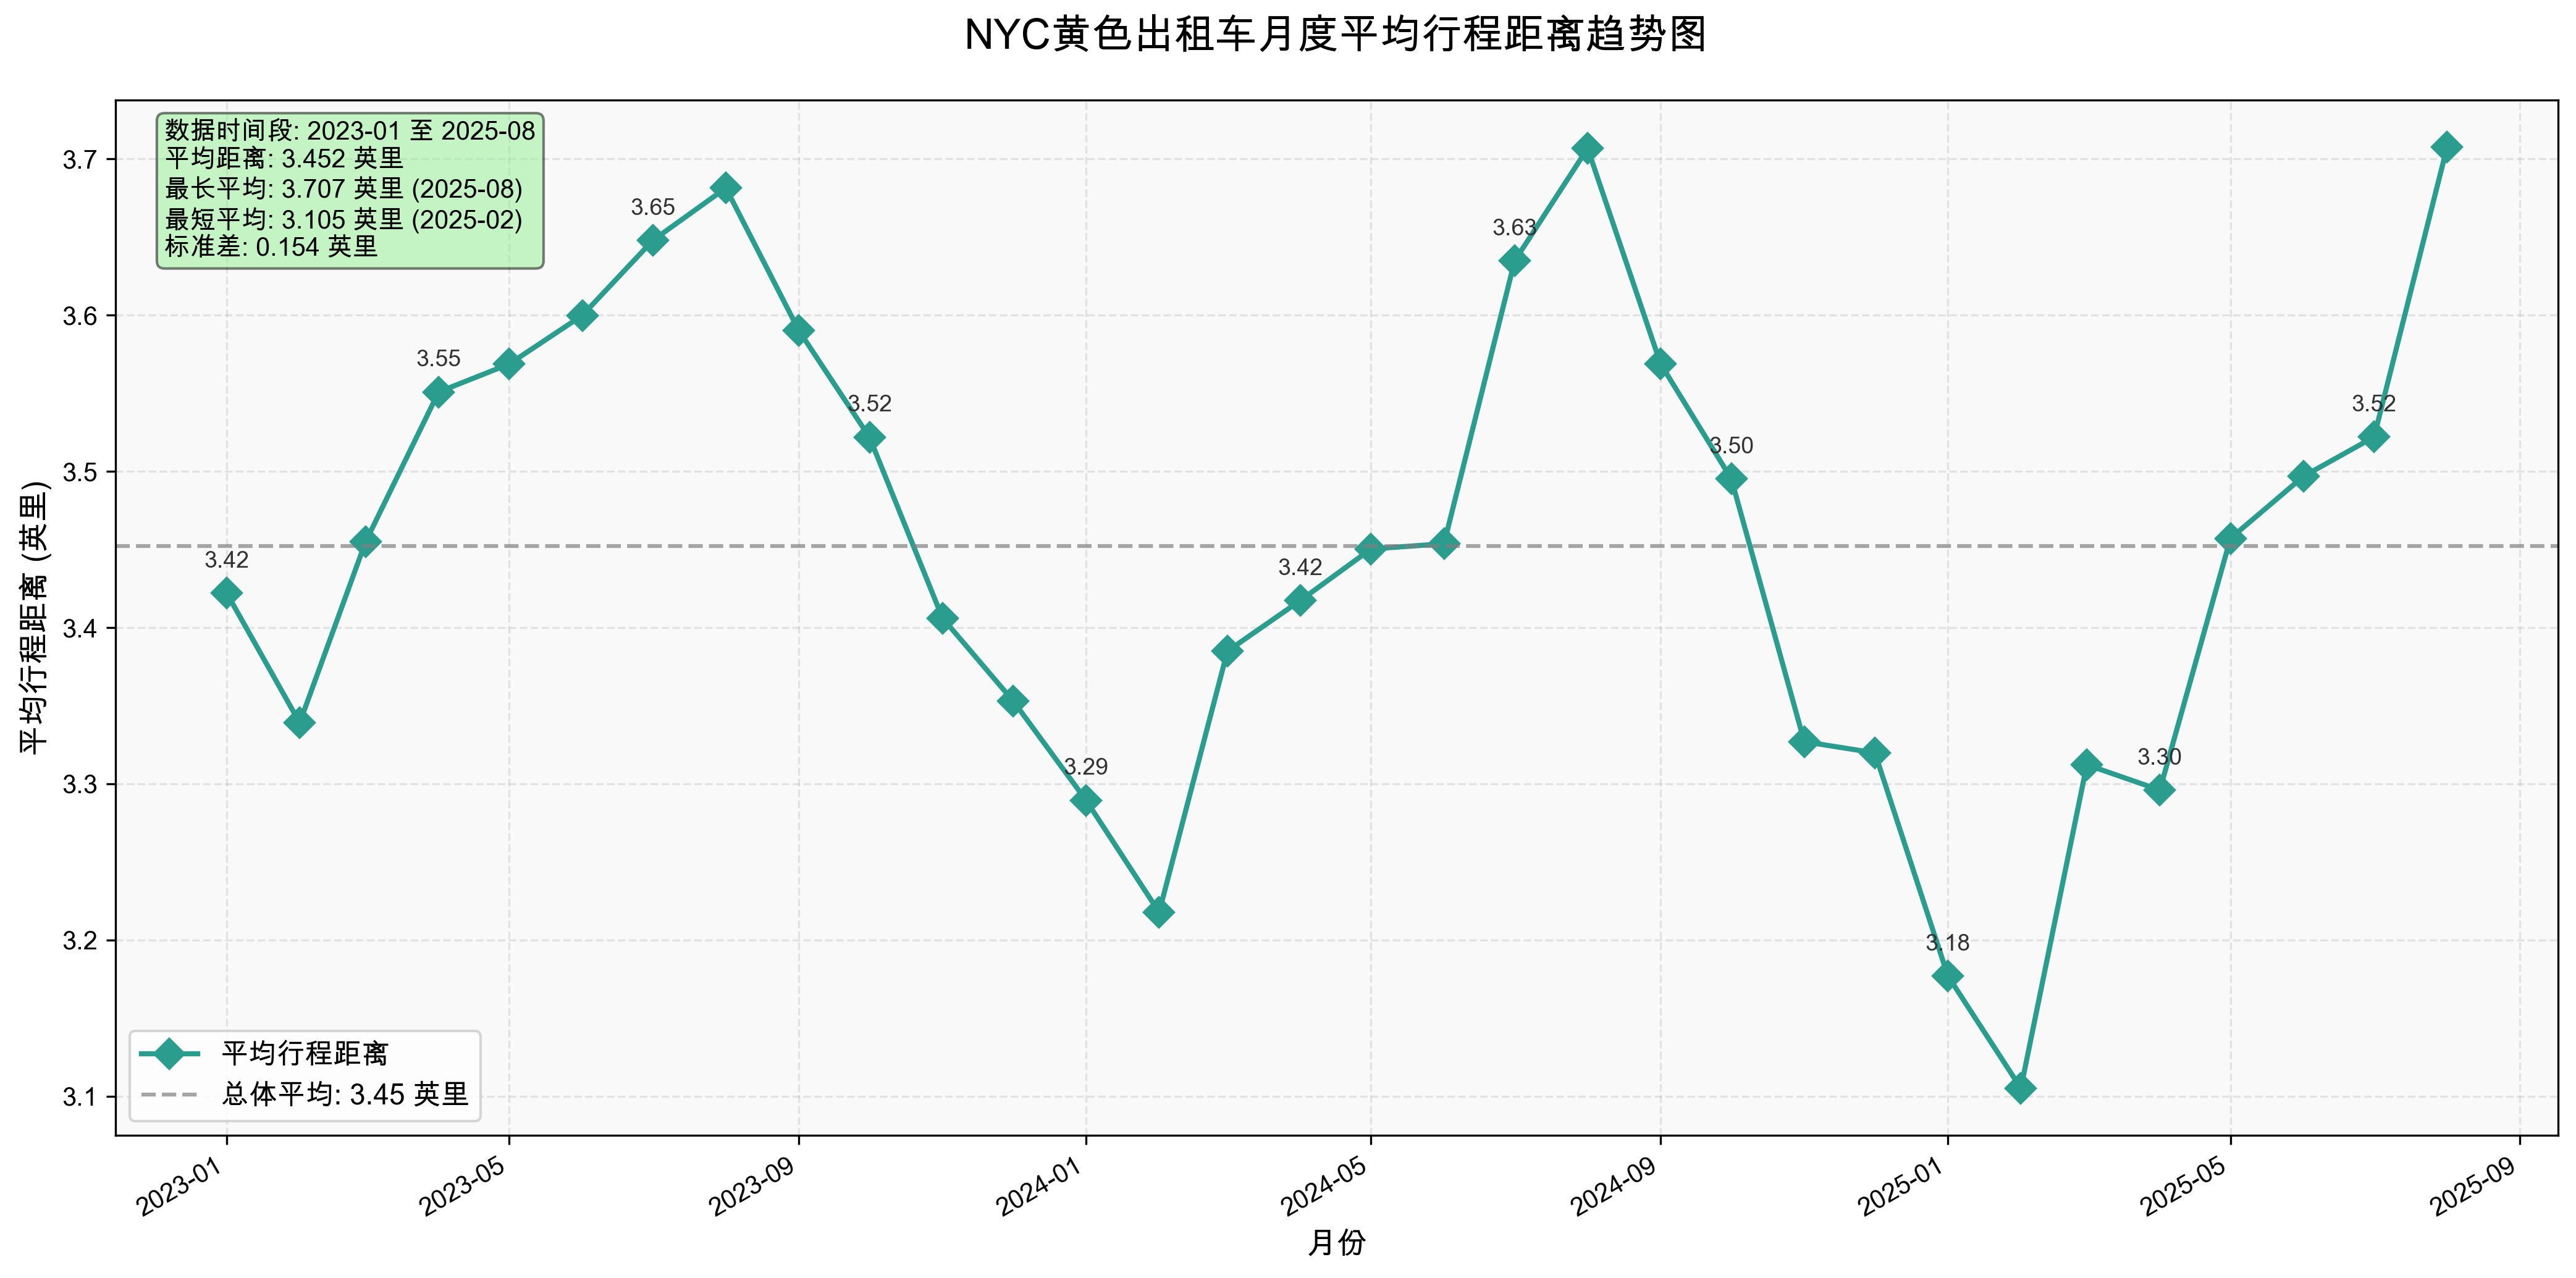 NYC黄色出租车月度平均行程距离趋势图
数据时间段: 2023-01 至 2025-08
平均距离: 3.452 英里
最长平均: 3.707 英里 (2025-08)
最短平均: 3.105 英里 (2025-02)
标准差: 0.154 英里
平均行程距离 (英里)
3.7
3.6
3.5
3.4
3.3
3.2
3.1
3.42
3.55
3.65
3.52
3.29
3.42
3.63
3.50
3.18
3.30
3.52
平均行程距离
总体平均: 3.45 英里
2023-01
2023-05
2023-09
2024-01
2024-05
2024-09
2025-01
2025-05
2025-09
月份